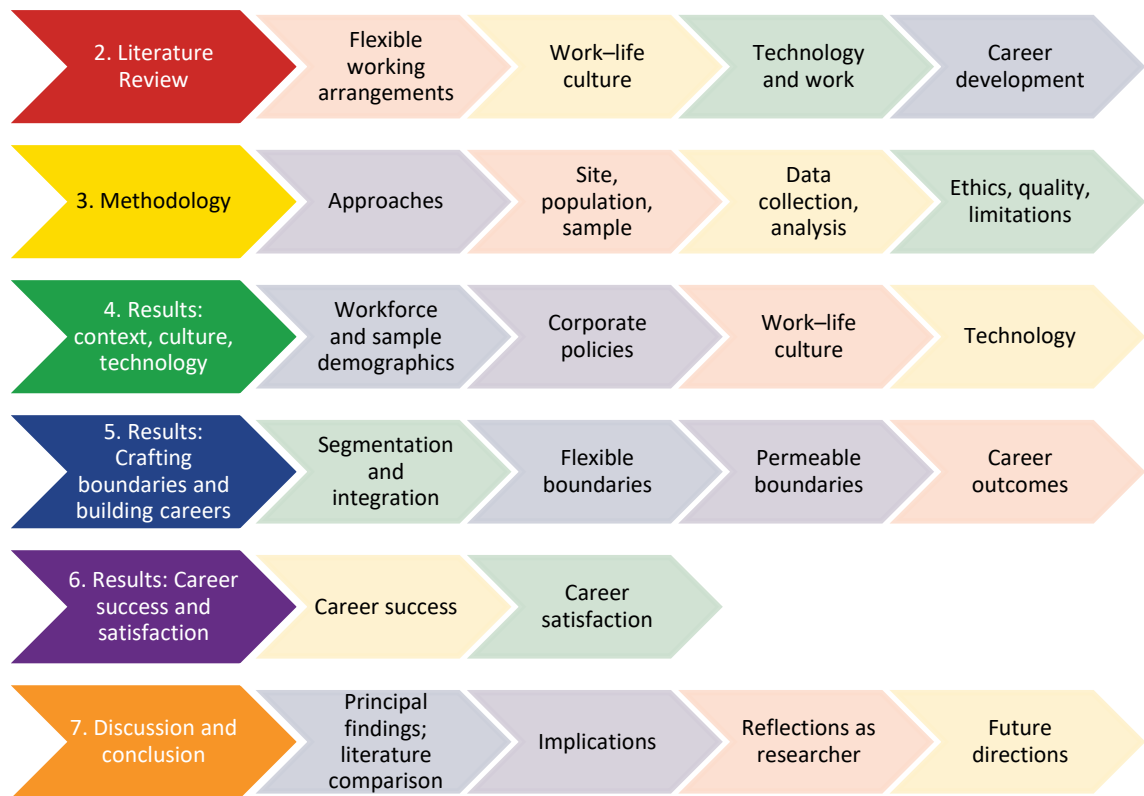 2. Literature
Review
Flexible
working
arrangements
Work–life
culture
Technology
and work
Career
development
3. Methodology
Approaches
Site,
population,
sample
Data
collection,
analysis
Ethics, quality,
limitations
4. Results:
context, culture,
technology
Workforce
and sample
demographics
Corporate
policies
Work–life
culture
Technology
5. Results:
Crafting
boundaries and
building careers
Segmentation
and
integration
Flexible
boundaries
Permeable
boundaries
Career
outcomes
6. Results: Career
success and
satisfaction
Career success
Career
satisfaction
7. Discussion and
conclusion
Principal
findings;
literature
comparison
Implications
Reflections as
researcher
Future
directions